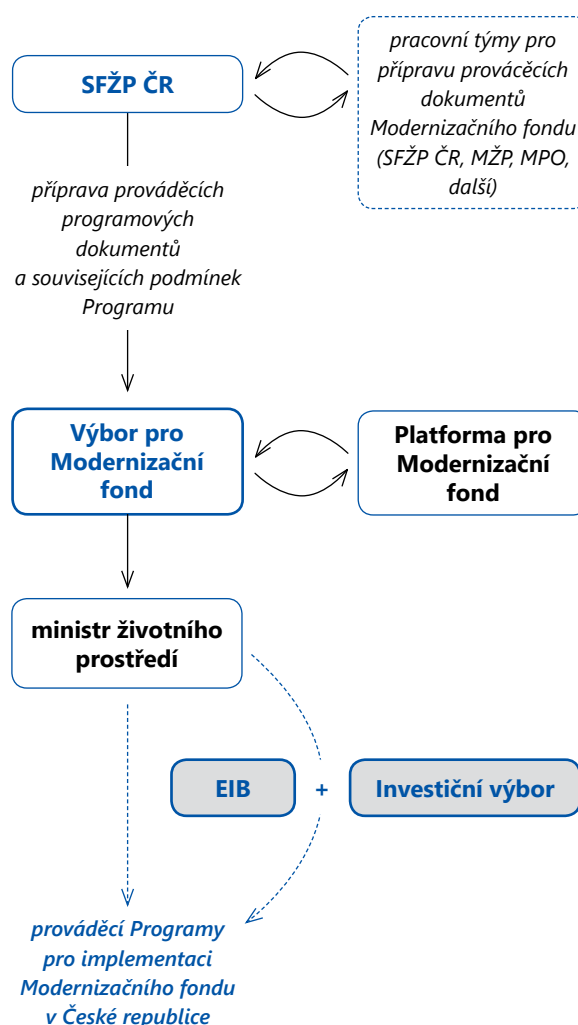 SFŽP ČR
pracovní týmy pro
přípravu prováčěcích
dokumentů
Modernizačního fondu
(SFŽP ČR, MŽP, MPO,
další)
příprava prováděcích
programových
dokumentů
a souvisejících podmínek
Programu
Výbor pro
Modernizační
fond
Platforma pro
Modernizační
fond
ministr životního
prostředí
EIB
+
Investiční výbor
prováděcí Programy
pro implementaci
Modernizačního fondu
v České republice